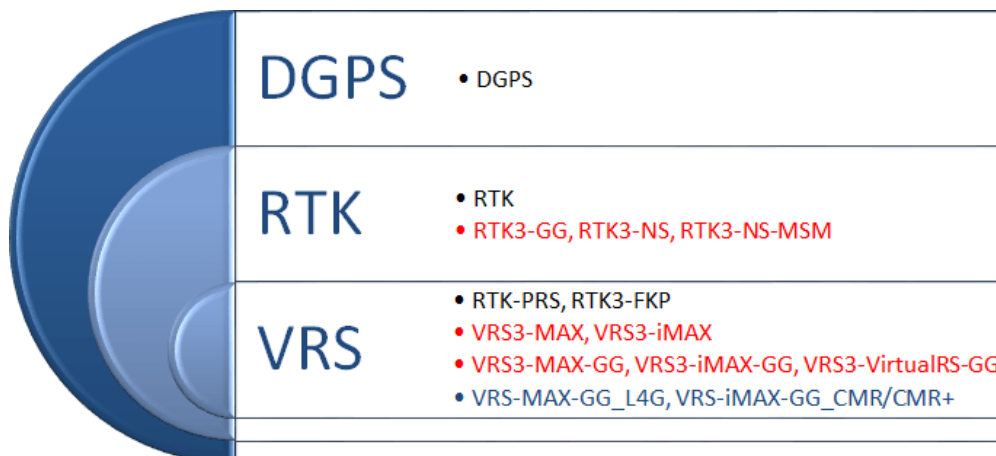 DGPS
• DGPS
RTK
• RTK
• RTK3-GG, RTK3-NS, RTK3-NS-MSM
VRS
• RTK-PRS, RTK3-FKP
• VRS3-MAX, VRS3-iMAX
• VRS3-MAX-GG, VRS3-iMAX-GG, VRS3-VirtualRS-GG
• VRS-MAX-GG_L4G, VRS-iMAX-GG_CMR/CMR+